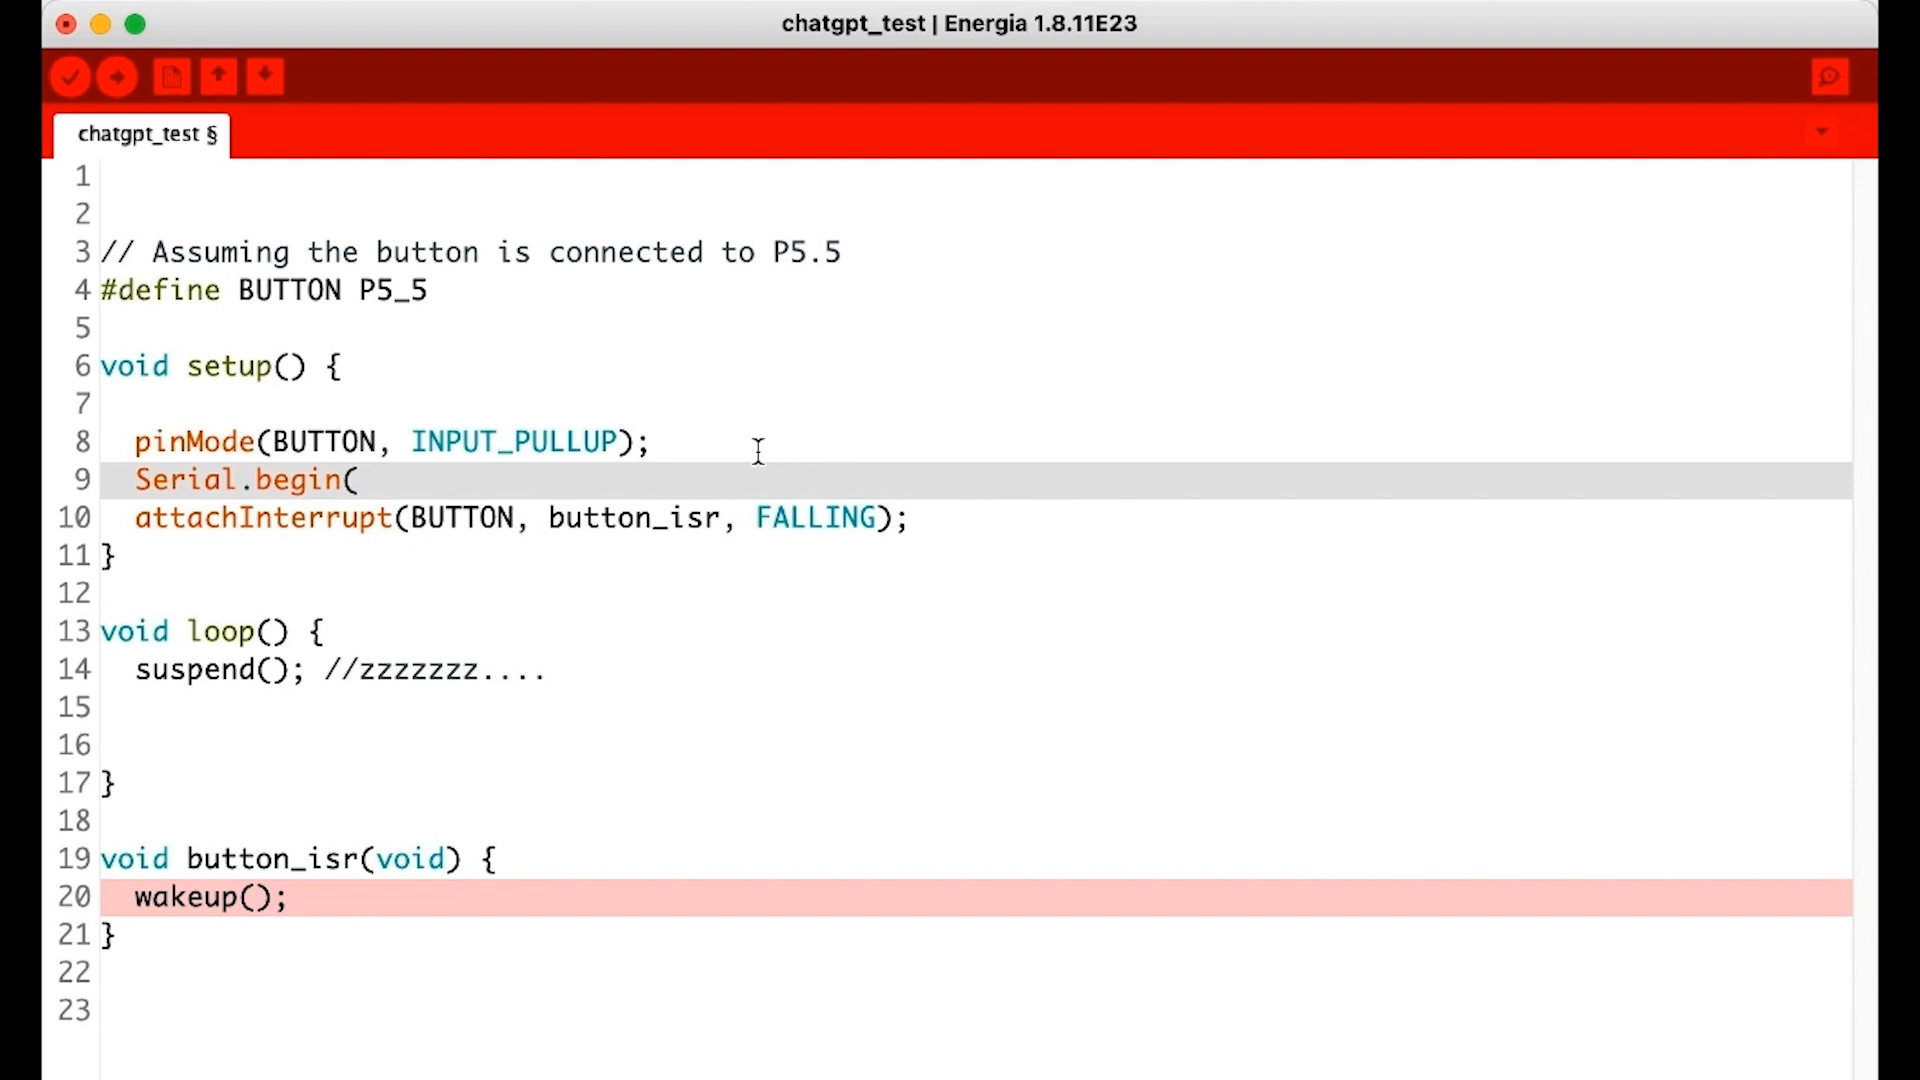 chatgpt_test | Energia 1.8.11E23
chatgpt_test §
1
2
3 // Assuming the button is connected to P5.5
4 #define BUTTON P5_5
5
6 void setup() {
7
8 pinMode(BUTTON, INPUT_PULLUP);
9 Serial.begin(
10 attachInterrupt(BUTTON, button_isr, FALLING);
11 }
12
13 void loop() {
14 suspend(); //zzzzzzz....
15
16
17 }
18
19 void button_isr(void) {
20 wakeup();
21 }
22
23